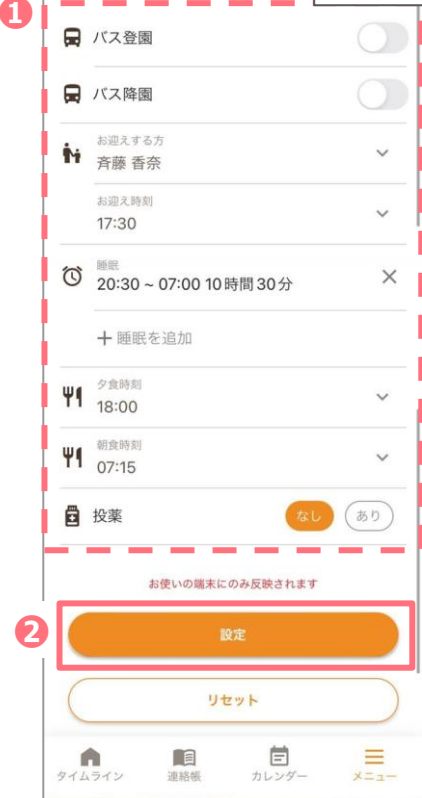 1
バス登園
バス降園
お迎えする方
斉藤 香奈
お迎え時刻
17:30
睡眠
20:30 ~ 07:00 10時間30分
＋睡眠を追加
夕食時刻
18:00
朝食時刻
07:15
投薬 なし あり
お使いの端末にのみ反映されます
2
設定
リセット
タイムライン 連絡帳 カレンダー メニュー